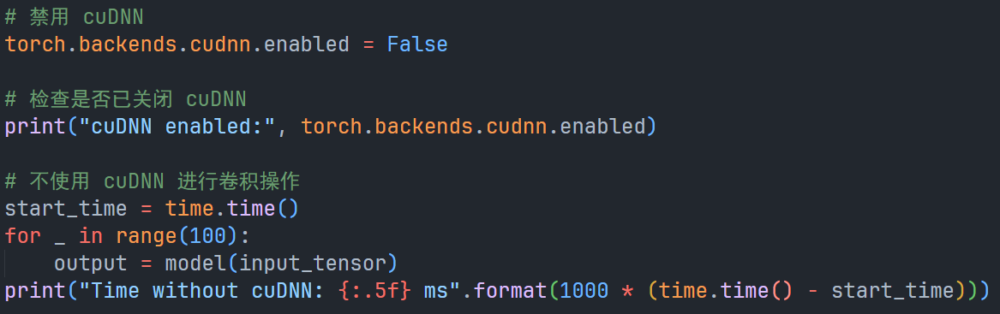 # 禁用 cuDNN
torch.backends.cudnn.enabled = False
# 检查是否已关闭 cuDNN
print("cuDNN enabled:", torch.backends.cudnn.enabled)
# 不使用 cuDNN 进行卷积操作
start_time = time.time()
for _ in range(100):
    output = model(input_tensor)
print("Time without cuDNN: {:.5f} ms".format(1000 * (time.time() - start_time)))